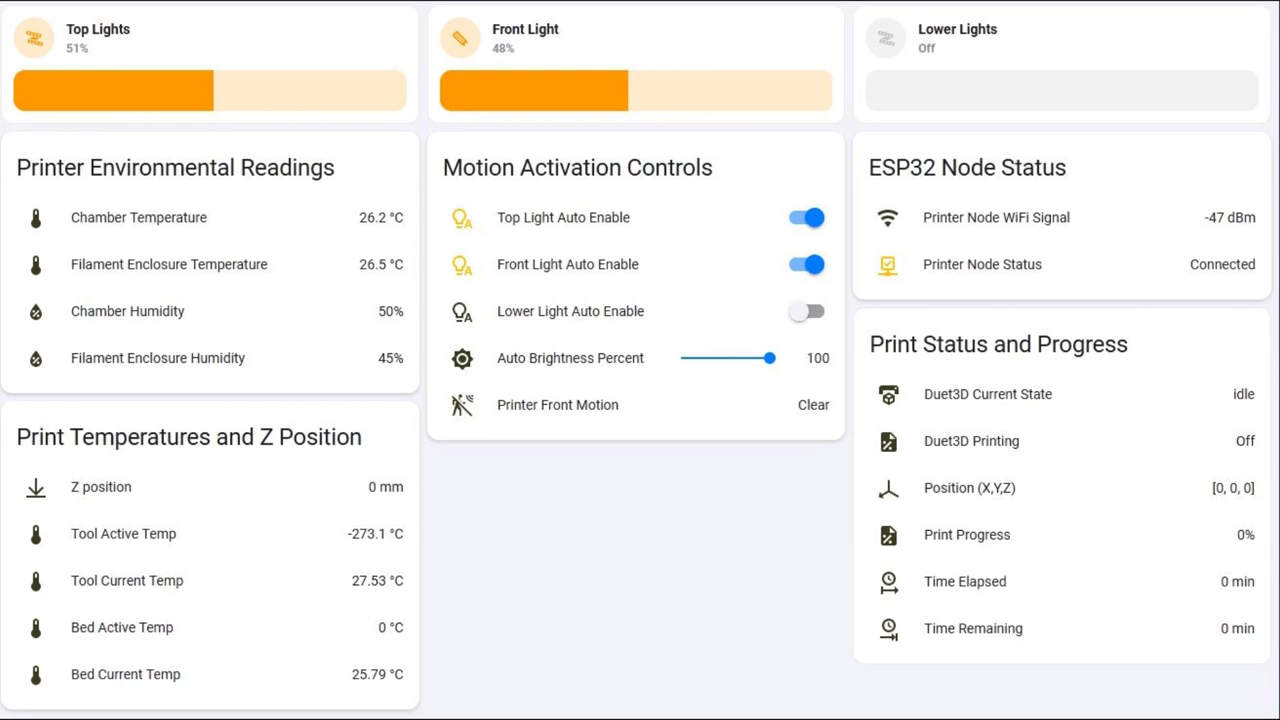 Top Lights
51%
Front Light
48%
Lower Lights
Off
Printer Environmental Readings
Chamber Temperature 26.2 °C
Filament Enclosure Temperature 26.5 °C
Chamber Humidity 50%
Filament Enclosure Humidity 45%
Print Temperatures and Z Position
Z position 0 mm
Tool Active Temp -273.1 °C
Tool Current Temp 27.53 °C
Bed Active Temp 0 °C
Bed Current Temp 25.79 °C
Motion Activation Controls
Top Light Auto Enable
Front Light Auto Enable
Lower Light Auto Enable
Auto Brightness Percent 100
Printer Front Motion Clear
ESP32 Node Status
Printer Node WiFi Signal -47 dBm
Printer Node Status Connected
Print Status and Progress
Duet3D Current State idle
Duet3D Printing Off
Position (X,Y,Z) [0, 0, 0]
Print Progress 0%
Time Elapsed 0 min
Time Remaining 0 min